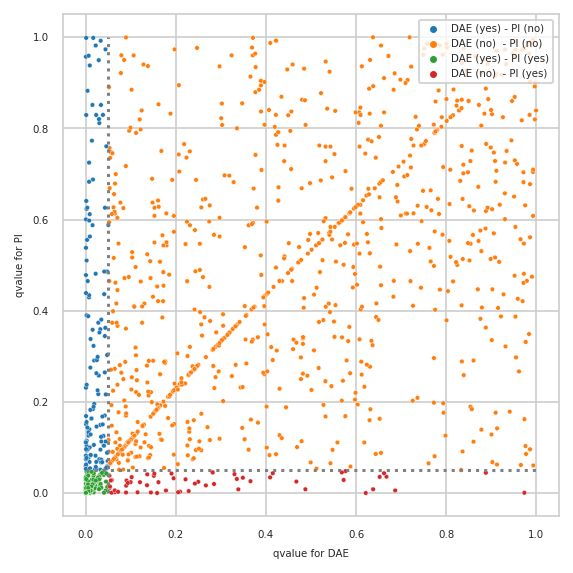 DAE (yes) - PI (no)
DAE (no)  - PI (no)
DAE (yes) - PI (yes)
DAE (no)  - PI (yes)
1.0
0.8
0.6
0.4
0.2
0.0
qvalue for PI
0.0 0.2 0.4 0.6 0.8 1.0
qvalue for DAE